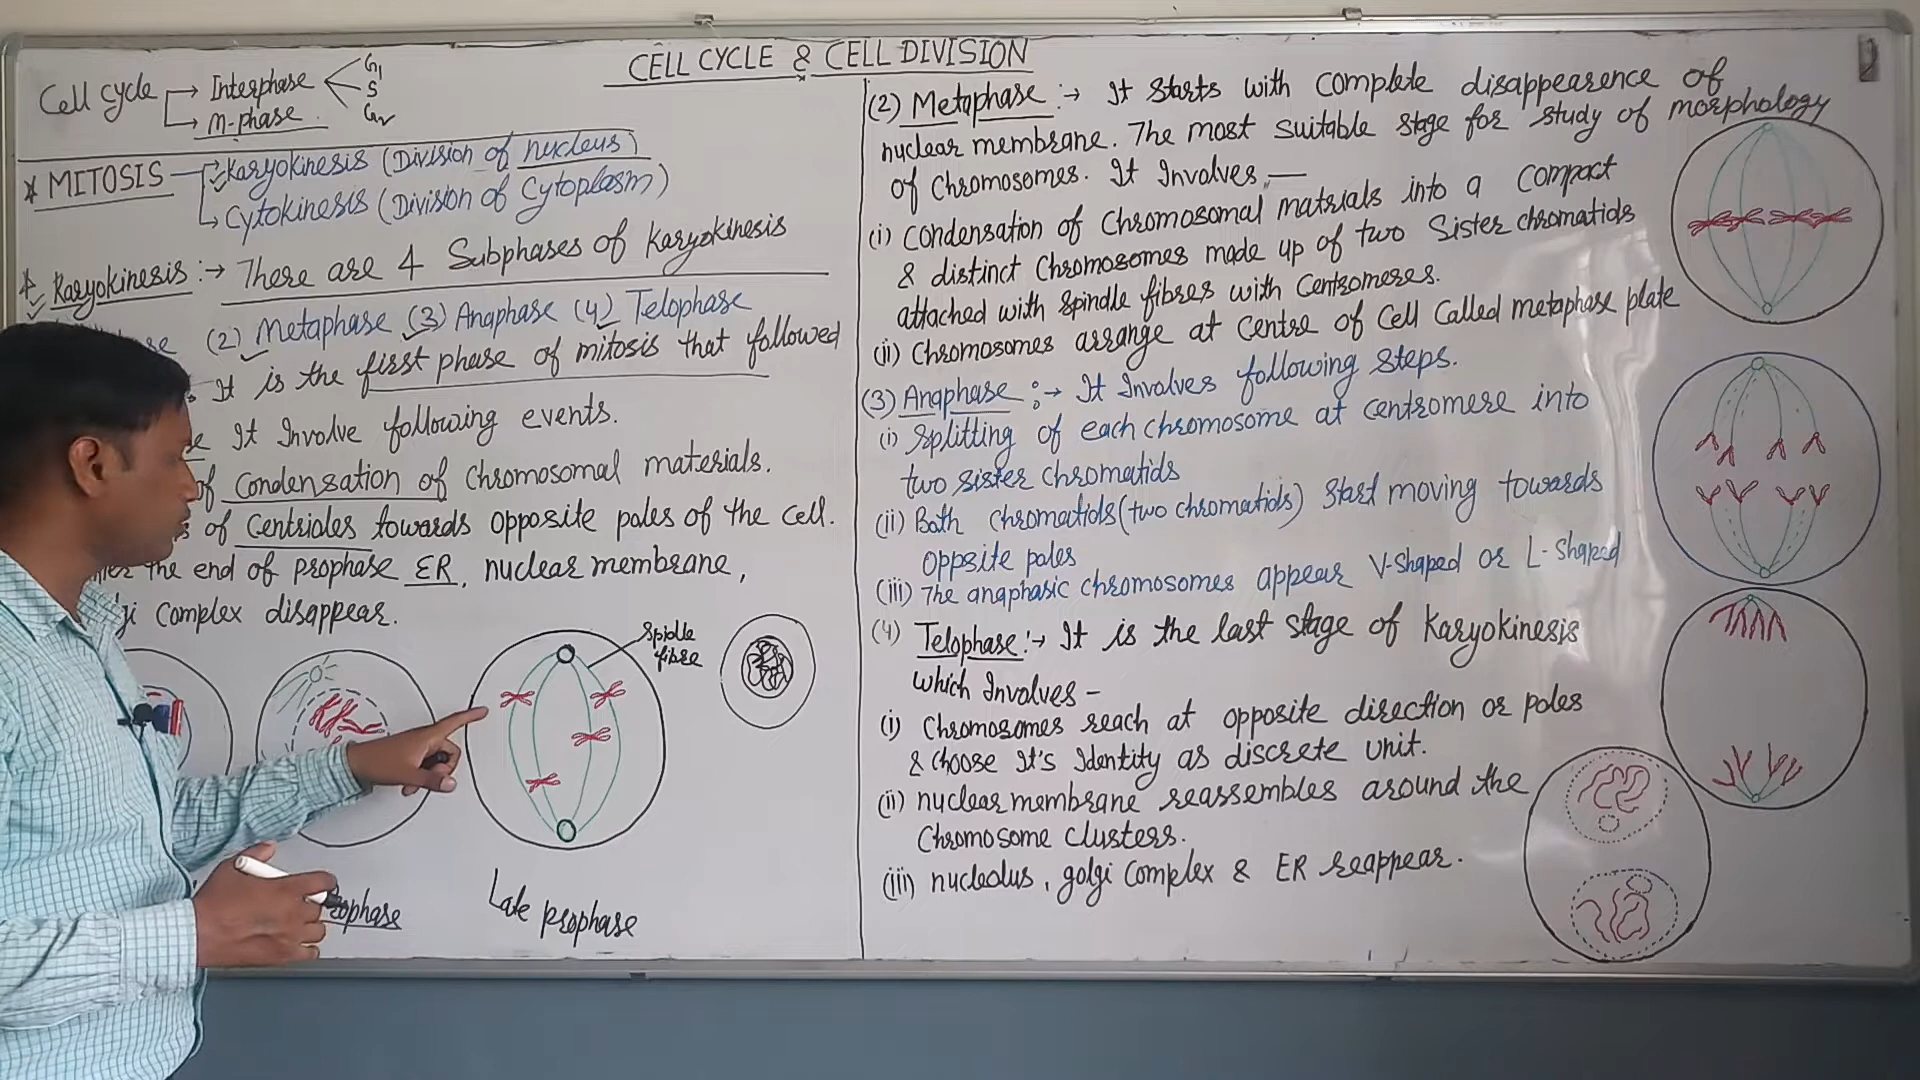 CELL CYCLE & CELL DIVISION
Cell cycle
Interphase
G1
S
G2
M-phase
* MITOSIS
Karyokinesis (Division of nucleus)
Cytokinesis (Division of Cytoplasm)
* Karyokinesis :→ There are 4 Subphases of Karyokinesis
(2) Metaphase (3) Anaphase (4) Telophase
It is the first phase of mitosis that followed
It Involve following events.
of Condensation of Chromosomal materials.
of Centrioles towards opposite poles of the cell.
the end of prophase ER, nuclear membrane,
Complex disappear.
Spidle
fibre
Late prophase
(2) Metaphase :→ It starts with complete disappearence of
nuclear membrane. The most suitable stage for study of morphology
of Chromosomes. It Involves —
(i) Condensation of Chromosomal matrials into a compact
& distinct Chromosomes made up of two Sister chromatids
attached with spindle fibres with Centromeres.
(ii) Chromosomes arrange at Centre of Cell Called metaphase plate
(3) Anaphase :→ It Involves following steps.
(i) Splitting of each chromosome at centromere into
two sister chromatids
(ii) Both Chromatids (two chromatids) start moving towards
opposite poles
(iii) The anaphasic chromosomes appear V-shaped or L-shaped
(4) Telophase :→ It is the last stage of Karyokinesis
which Involves -
(i) Chromosomes reach at opposite direction or poles
& choose It's Identity as discrete unit.
(ii) nuclear membrane reassembles around the
Chromosome clusters.
(iii) nucleolus, golgi complex & ER reappear.